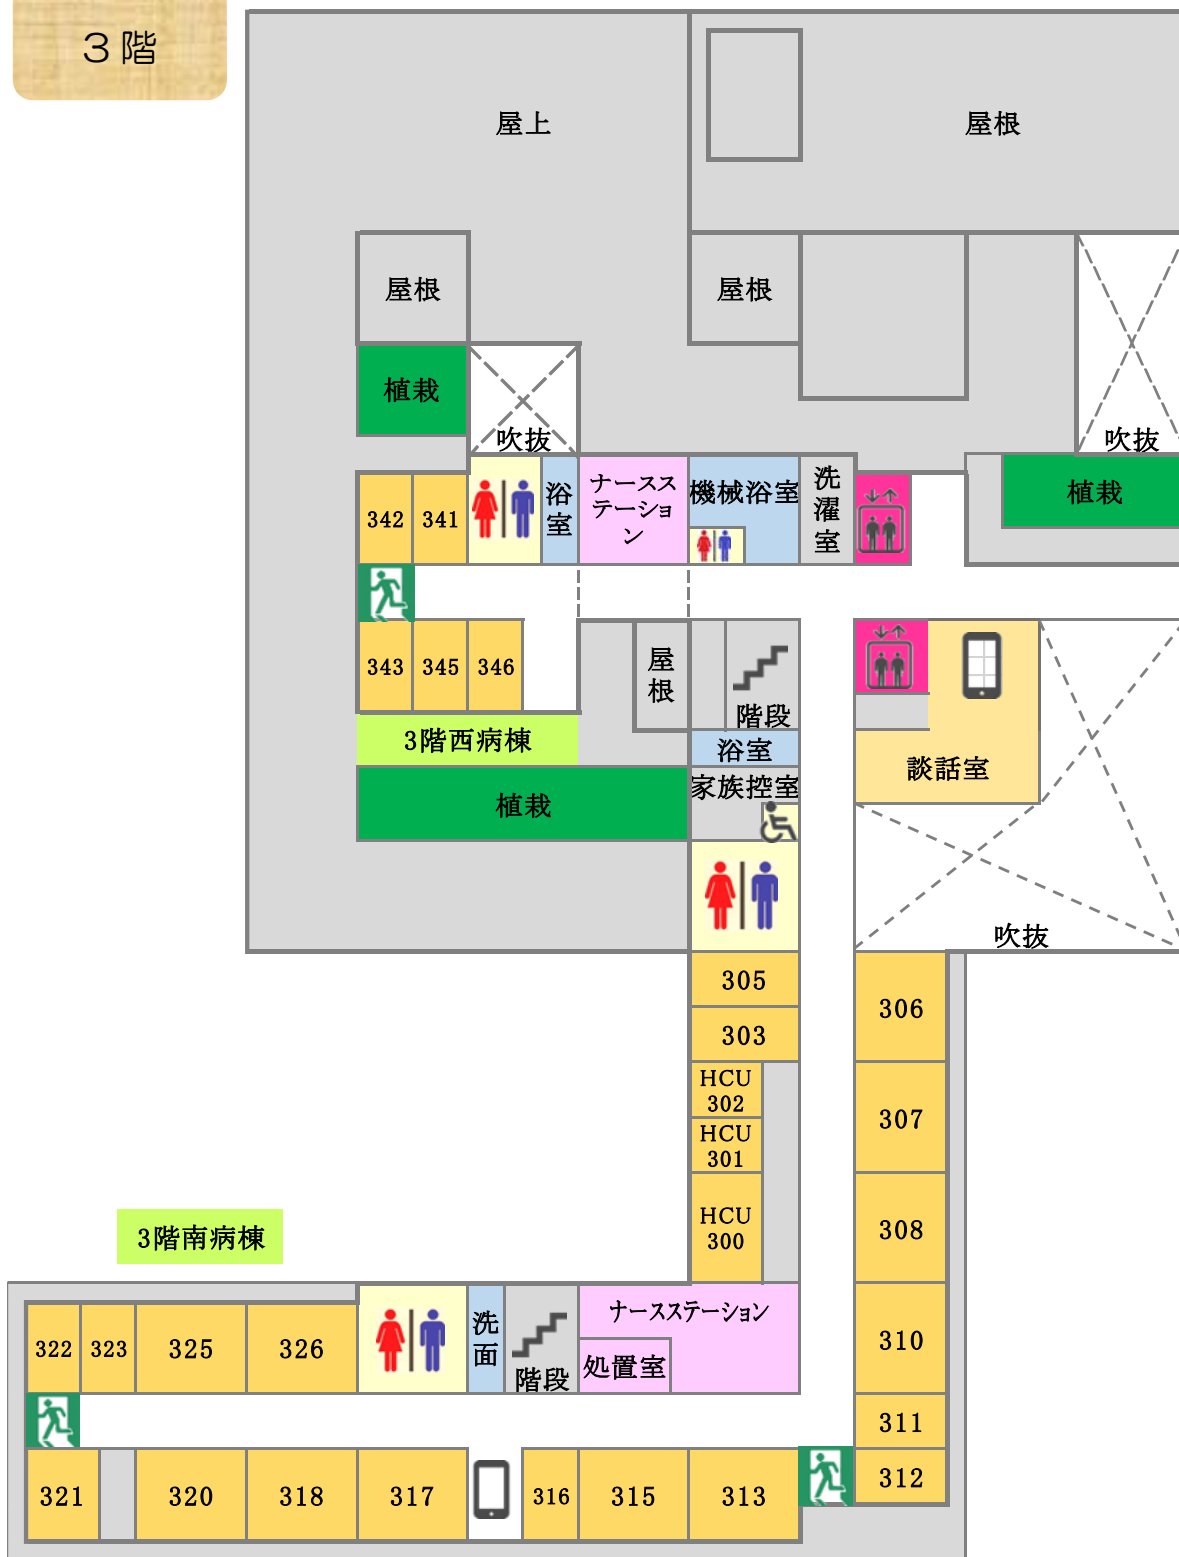 3階
屋上
屋根
屋根
屋根
植栽
吹抜
吹抜
植栽
342
341
浴
室
ナースス
テーショ
ン
機械浴室
洗
濯
室
343
345
346
屋
根
階段
浴室
家族控室
談話室
3階西病棟
植栽
吹抜
305
303
HCU
302
HCU
301
HCU
300
306
307
308
310
311
312
3階南病棟
322
323
325
326
洗
面
階段
ナースステーション
処置室
321
320
318
317
316
315
313